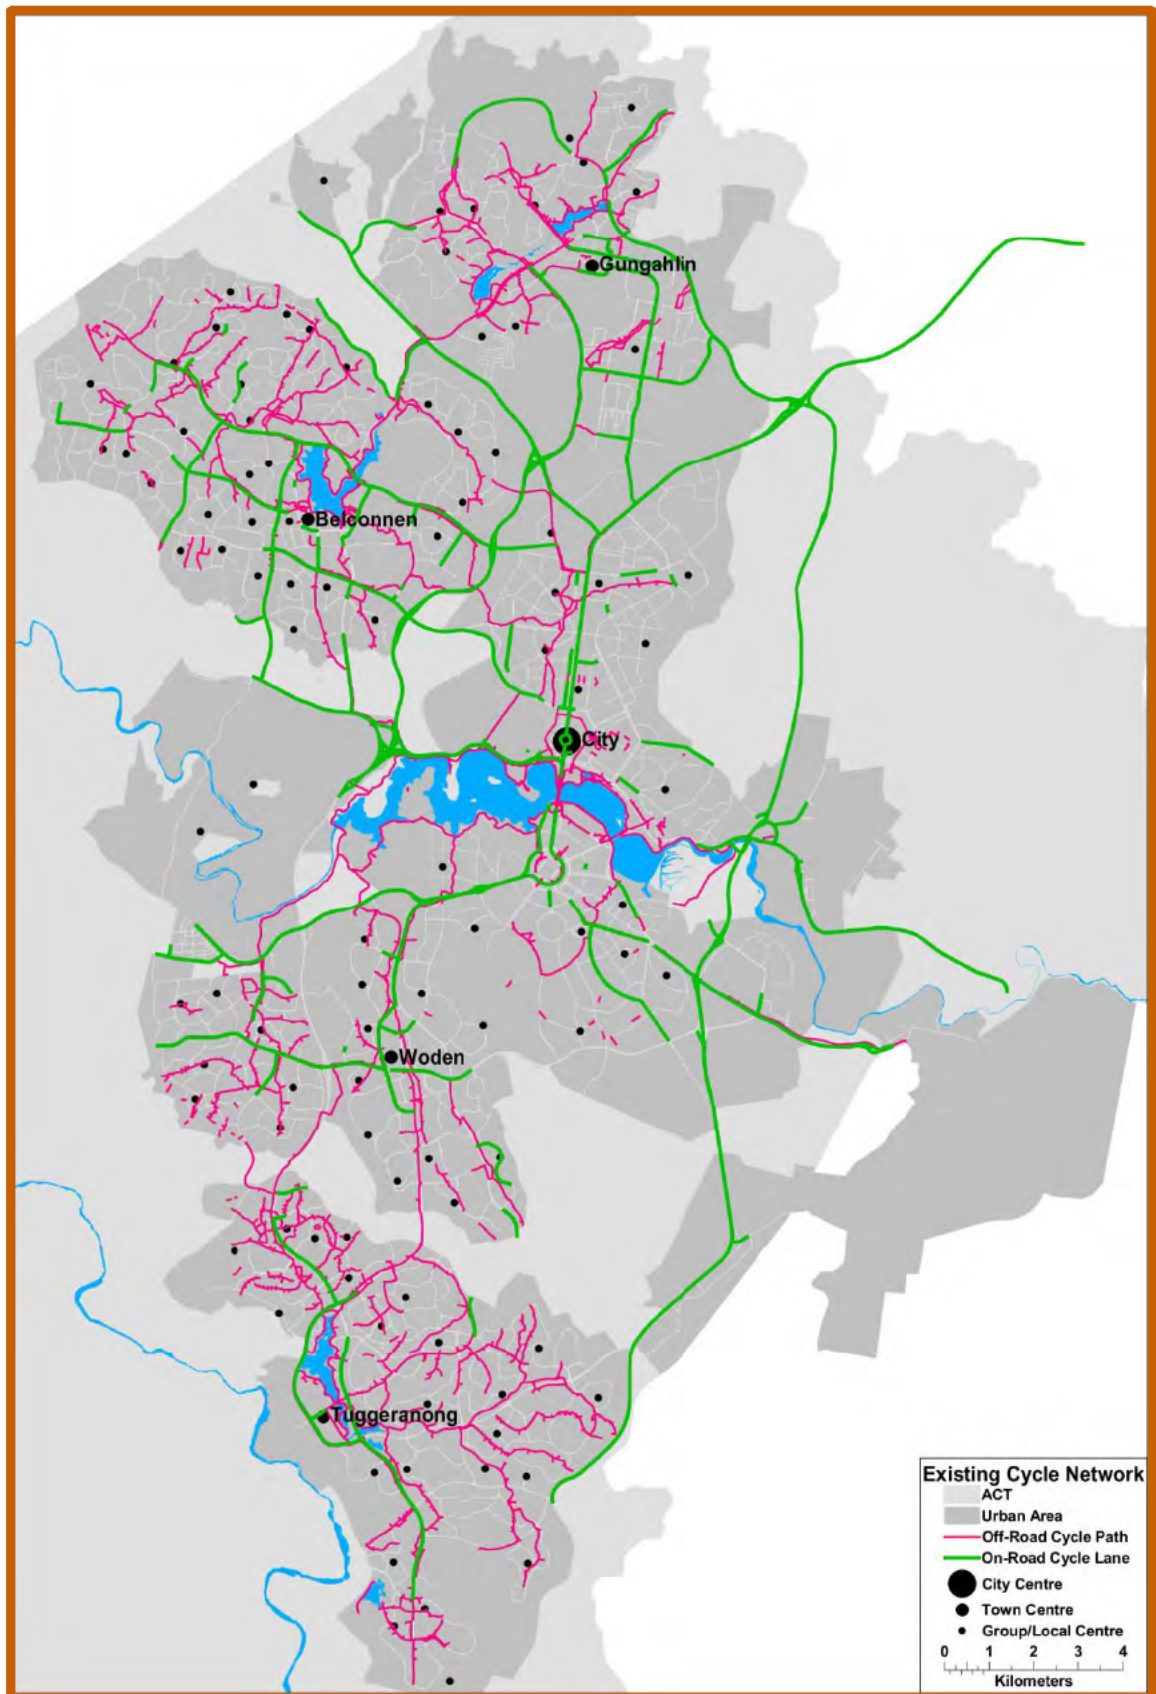 Gungahlin
Belconnen
City
Woden
Tuggeranong
Existing Cycle Network
ACT
Urban Area
Off-Road Cycle Path
On-Road Cycle Lane
City Centre
Town Centre
Group/Local Centre
0 1 2 3 4
Kilometers